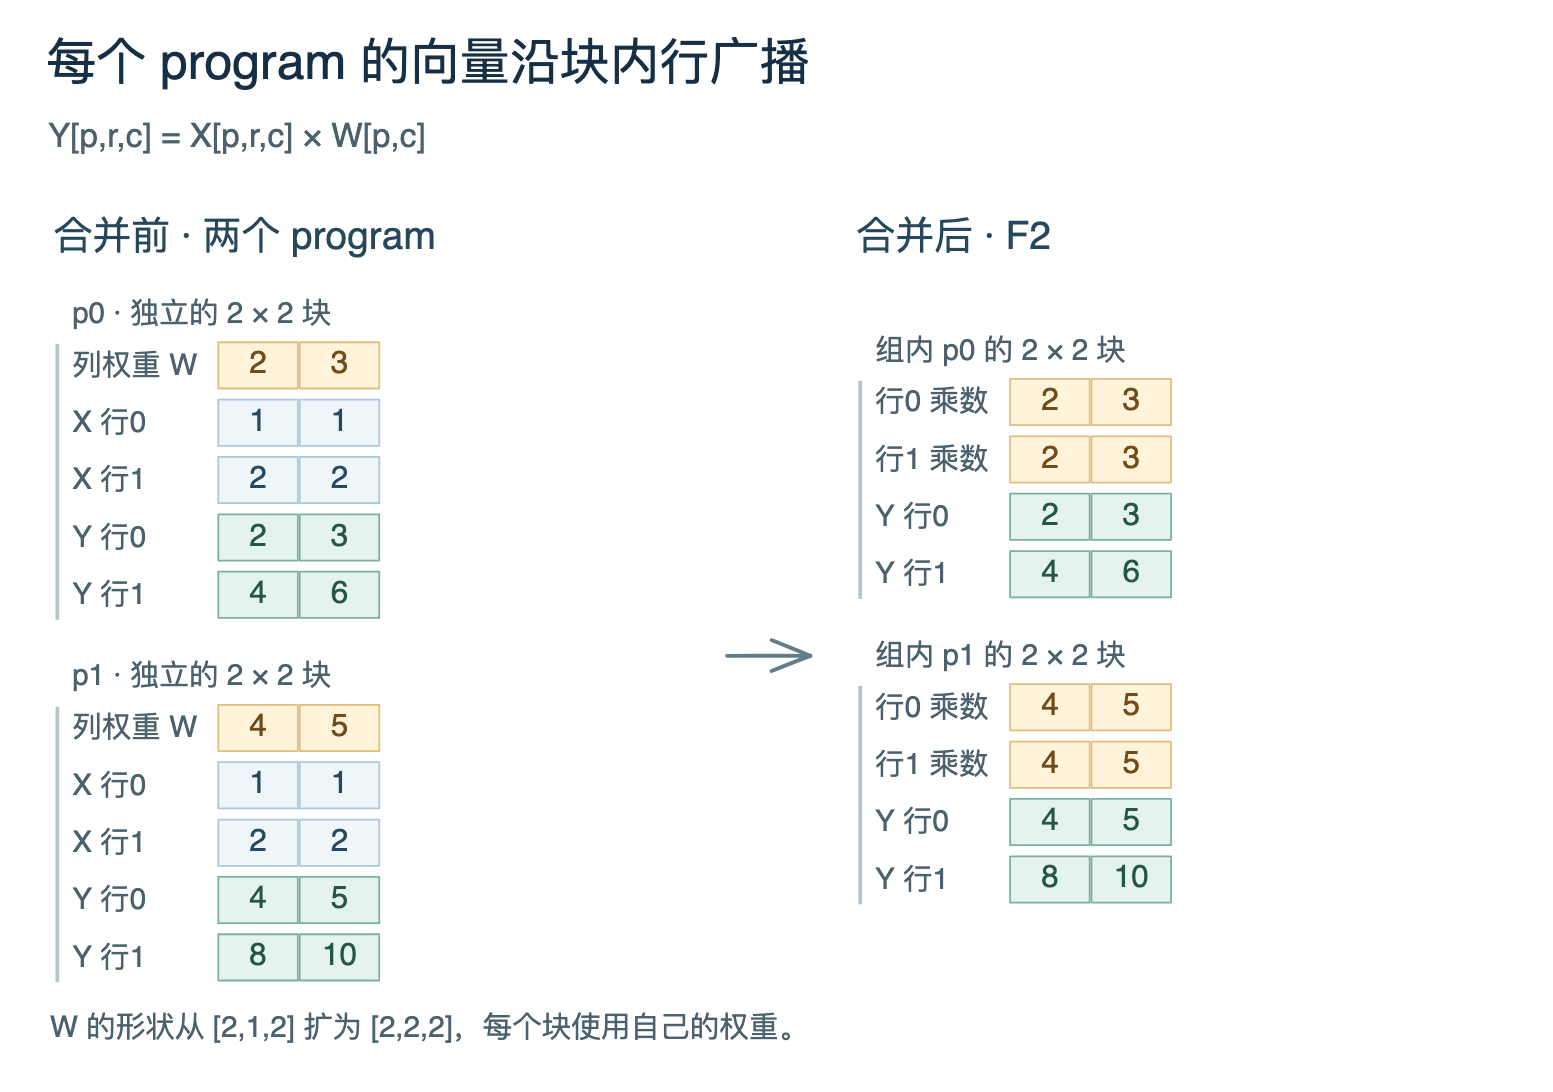 每个 program 的向量沿块内行广播
Y[p,r,c] = X[p,r,c] × W[p,c]
合并前 · 两个 program
p0 · 独立的 2 × 2 块
列权重 W 2 3
X 行0 1 1
X 行1 2 2
Y 行0 2 3
Y 行1 4 6
p1 · 独立的 2 × 2 块
列权重 W 4 5
X 行0 1 1
X 行1 2 2
Y 行0 4 5
Y 行1 8 10
合并后 · F2
组内 p0 的 2 × 2 块
行0 乘数 2 3
行1 乘数 2 3
Y 行0 2 3
Y 行1 4 6
组内 p1 的 2 × 2 块
行0 乘数 4 5
行1 乘数 4 5
Y 行0 4 5
Y 行1 8 10
W 的形状从 [2,1,2] 扩为 [2,2,2]，每个块使用自己的权重。